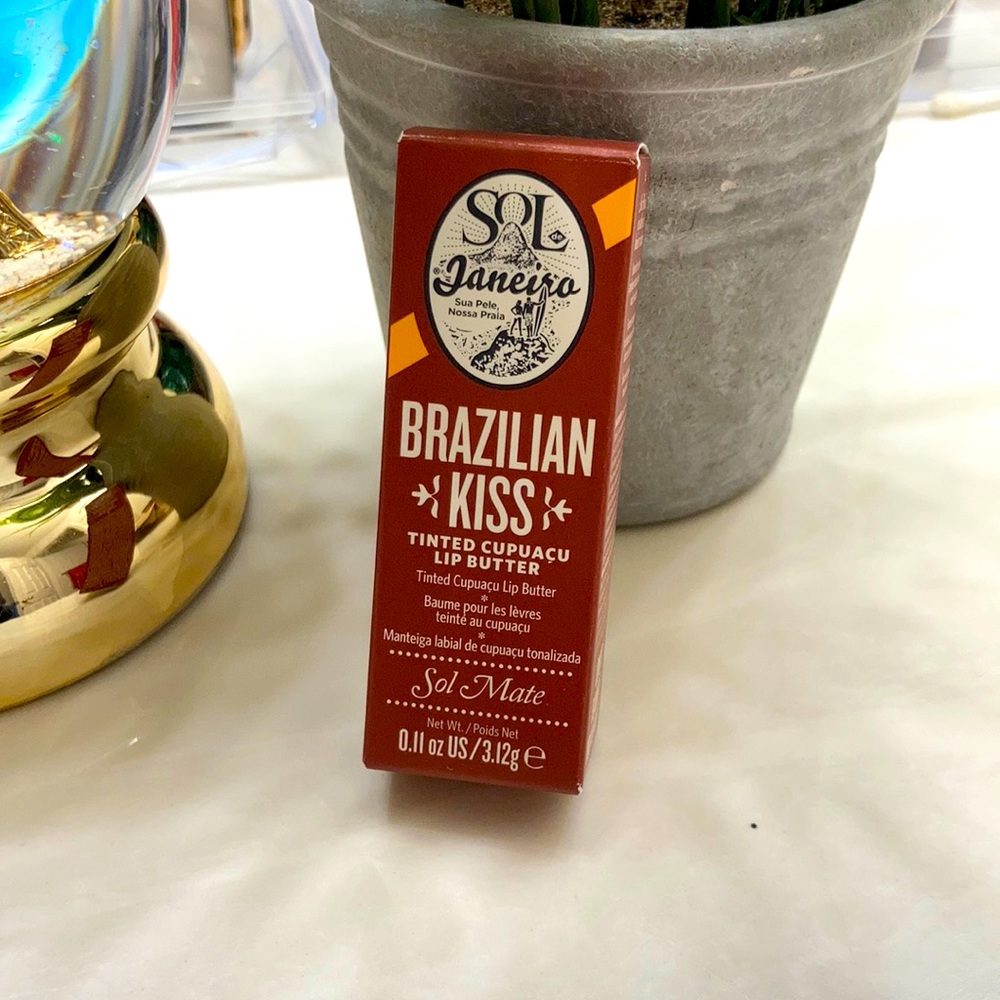 SOL de
Janeiro
Sua Pele,
Nossa Praia
BRAZILIAN
KISS
TINTED CUPUAÇU
LIP BUTTER
Tinted Cupuaçu Lip Butter
*
Baume pour les lèvres
teinté au cupuaçu
*
Manteiga labial de cupuaçu tonalizada
Sol Mate
Net Wt. / Poids Net
0.11 oz US/3.12g ℮